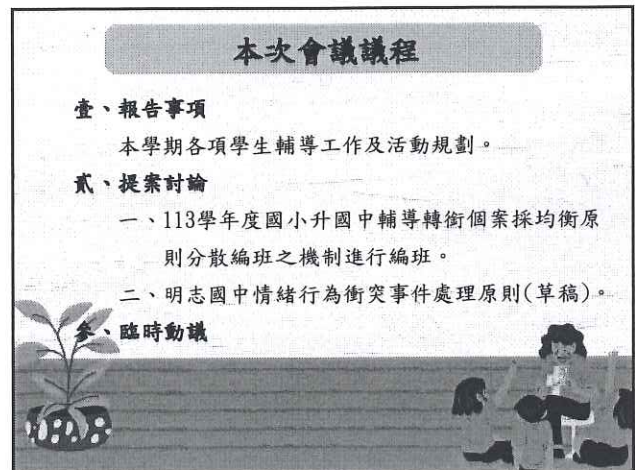 本次會議議程
壹、報告事項
本學期各項學生輔導工作及活動規劃。
貳、提案討論
一、113學年度國小升國中輔導轉銜個案採均衡原
則分散編班之機制進行編班。
二、明志國中情緒行為衝突事件處理原則(草稿)。
參、臨時動議